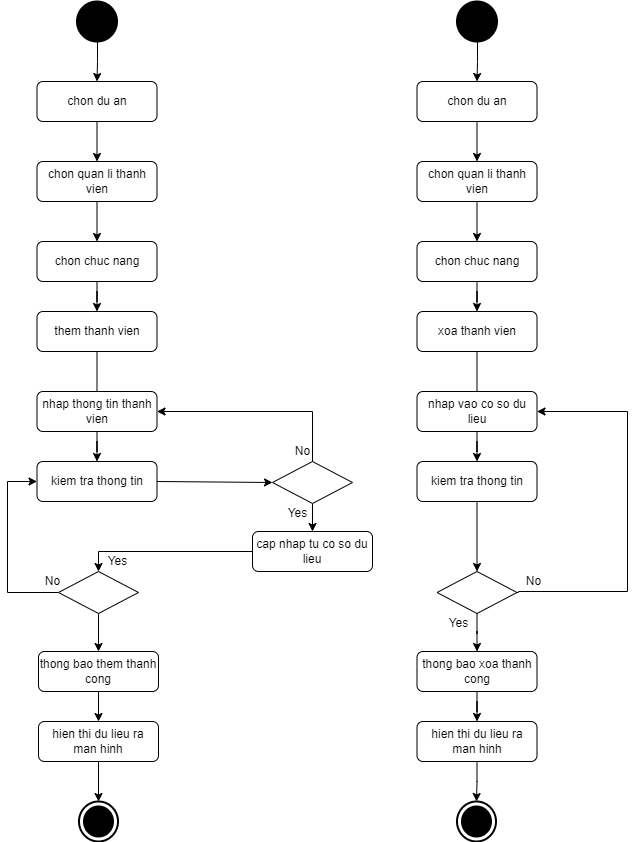 chon du an
chon quan li thanh
vien
chon chuc nang
them thanh vien
nhap thong tin thanh
vien
kiem tra thong tin
No
Yes
cap nhap tu co so du
lieu
Yes
No
thong bao them thanh
cong
hien thi du lieu ra
man hinh
chon du an
chon quan li thanh
vien
chon chuc nang
xoa thanh vien
nhap vao co so du
lieu
kiem tra thong tin
No
Yes
thong bao xoa thanh
cong
hien thi du lieu ra
man hinh